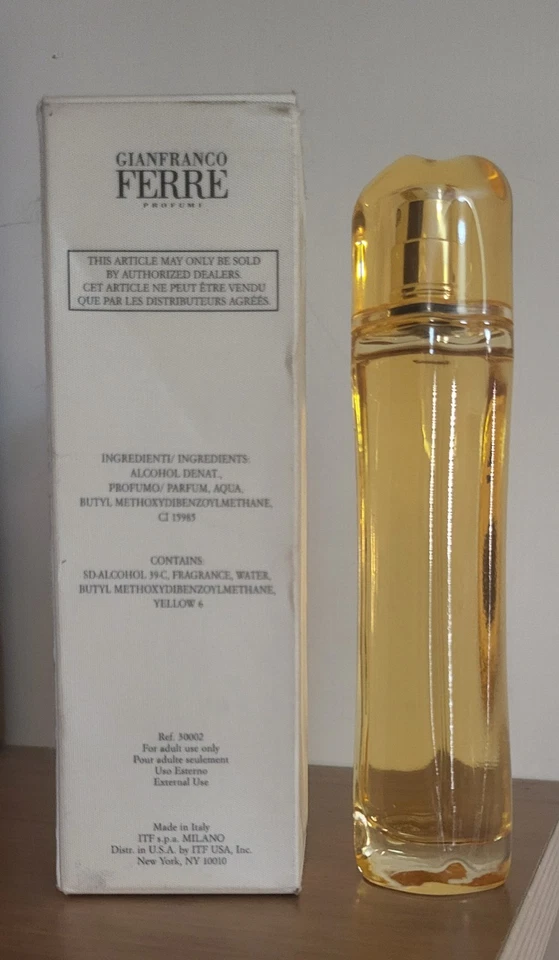 GIANFRANCO
FERRE
PROFUMI
THIS ARTICLE MAY ONLY BE SOLD
BY AUTHORIZED DEALERS.
CET ARTICLE NE PEUT ÊTRE VENDU
QUE PAR LES DISTRIBUTEURS AGRÉÉS.
INGREDIENTI/ INGREDIENTS:
ALCOHOL DENAT.,
PROFUMO/ PARFUM, AQUA,
BUTYL METHOXYDIBENZOYLMETHANE,
CI 15985
CONTAINS:
SD-ALCOHOL 39-C, FRAGRANCE, WATER,
BUTYL METHOXYDIBENZOYLMETHANE,
YELLOW 6
Ref. 30002
For adult use only
Pour adulte seulement
Uso Esterno
External Use
Made in Italy
ITF s.p.a. MILANO
Distr. in U.S.A. by ITF USA, Inc.
New York, NY 10010